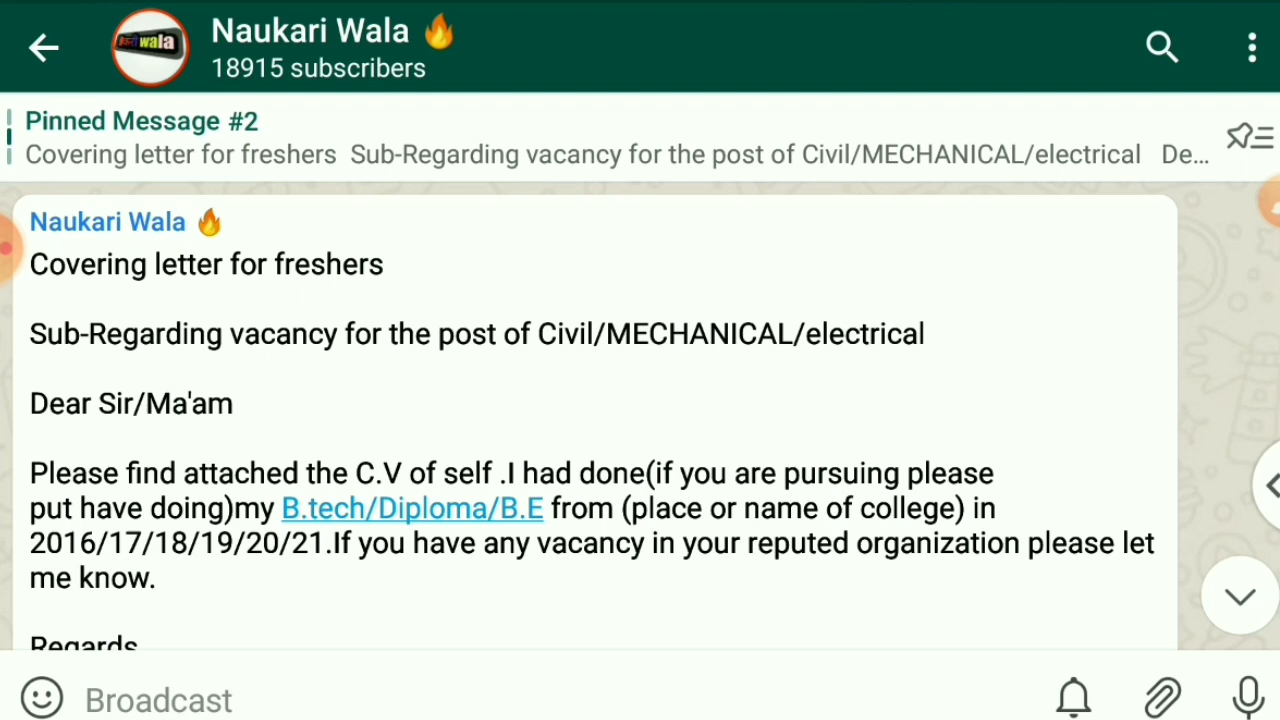 Naukari Wala 🔥
18915 subscribers
Pinned Message #2
Covering letter for freshers Sub-Regarding vacancy for the post of Civil/MECHANICAL/electrical De...
Naukari Wala 🔥
Covering letter for freshers
Sub-Regarding vacancy for the post of Civil/MECHANICAL/electrical
Dear Sir/Ma'am
Please find attached the C.V of self .I had done(if you are pursuing please
put have doing)my B.tech/Diploma/B.E from (place or name of college) in
2016/17/18/19/20/21.If you have any vacancy in your reputed organization please let
me know.
Regards
Broadcast